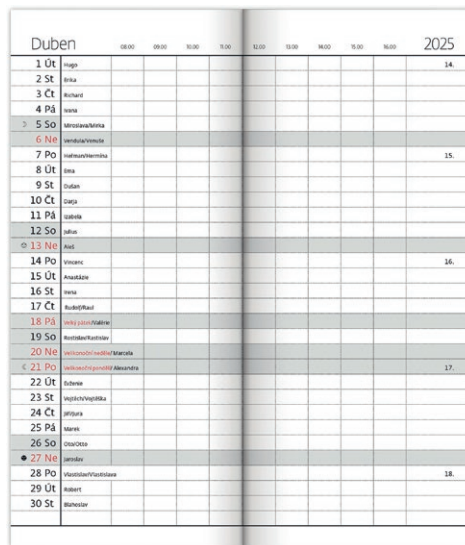 Duben 08.00 09.00 10.00 11.00 12.00 13.00 14.00 15.00 16.00 2025
1 Út Hugo 14.
2 St Erika
3 Čt Richard
4 Pá Ivana
5 So Miroslava/Mirka
6 Ne Vendula/Venuše
7 Po Heřman/Hermína 15.
8 Út Ema
9 St Dušan
10 Čt Darja
11 Pá Izabela
12 So Julius
13 Ne Aleš
14 Po Vincenc 16.
15 Út Anastázie
16 St Irena
17 Čt Rudolf/Raul
18 Pá Velký pátek/Valérie
19 So Rostislav/Rastislav
20 Ne Velikonoční neděle/Marcela
21 Po Velikonoční pondělí/Alexandra 17.
22 Út Evženie
23 St Vojtěch/Vojtěška
24 Čt Jiří/Jura
25 Pá Marek
26 So Oto/Otto
27 Ne Jaroslav
28 Po Vlastislav/Vlastislava 18.
29 Út Robert
30 St Blahoslav